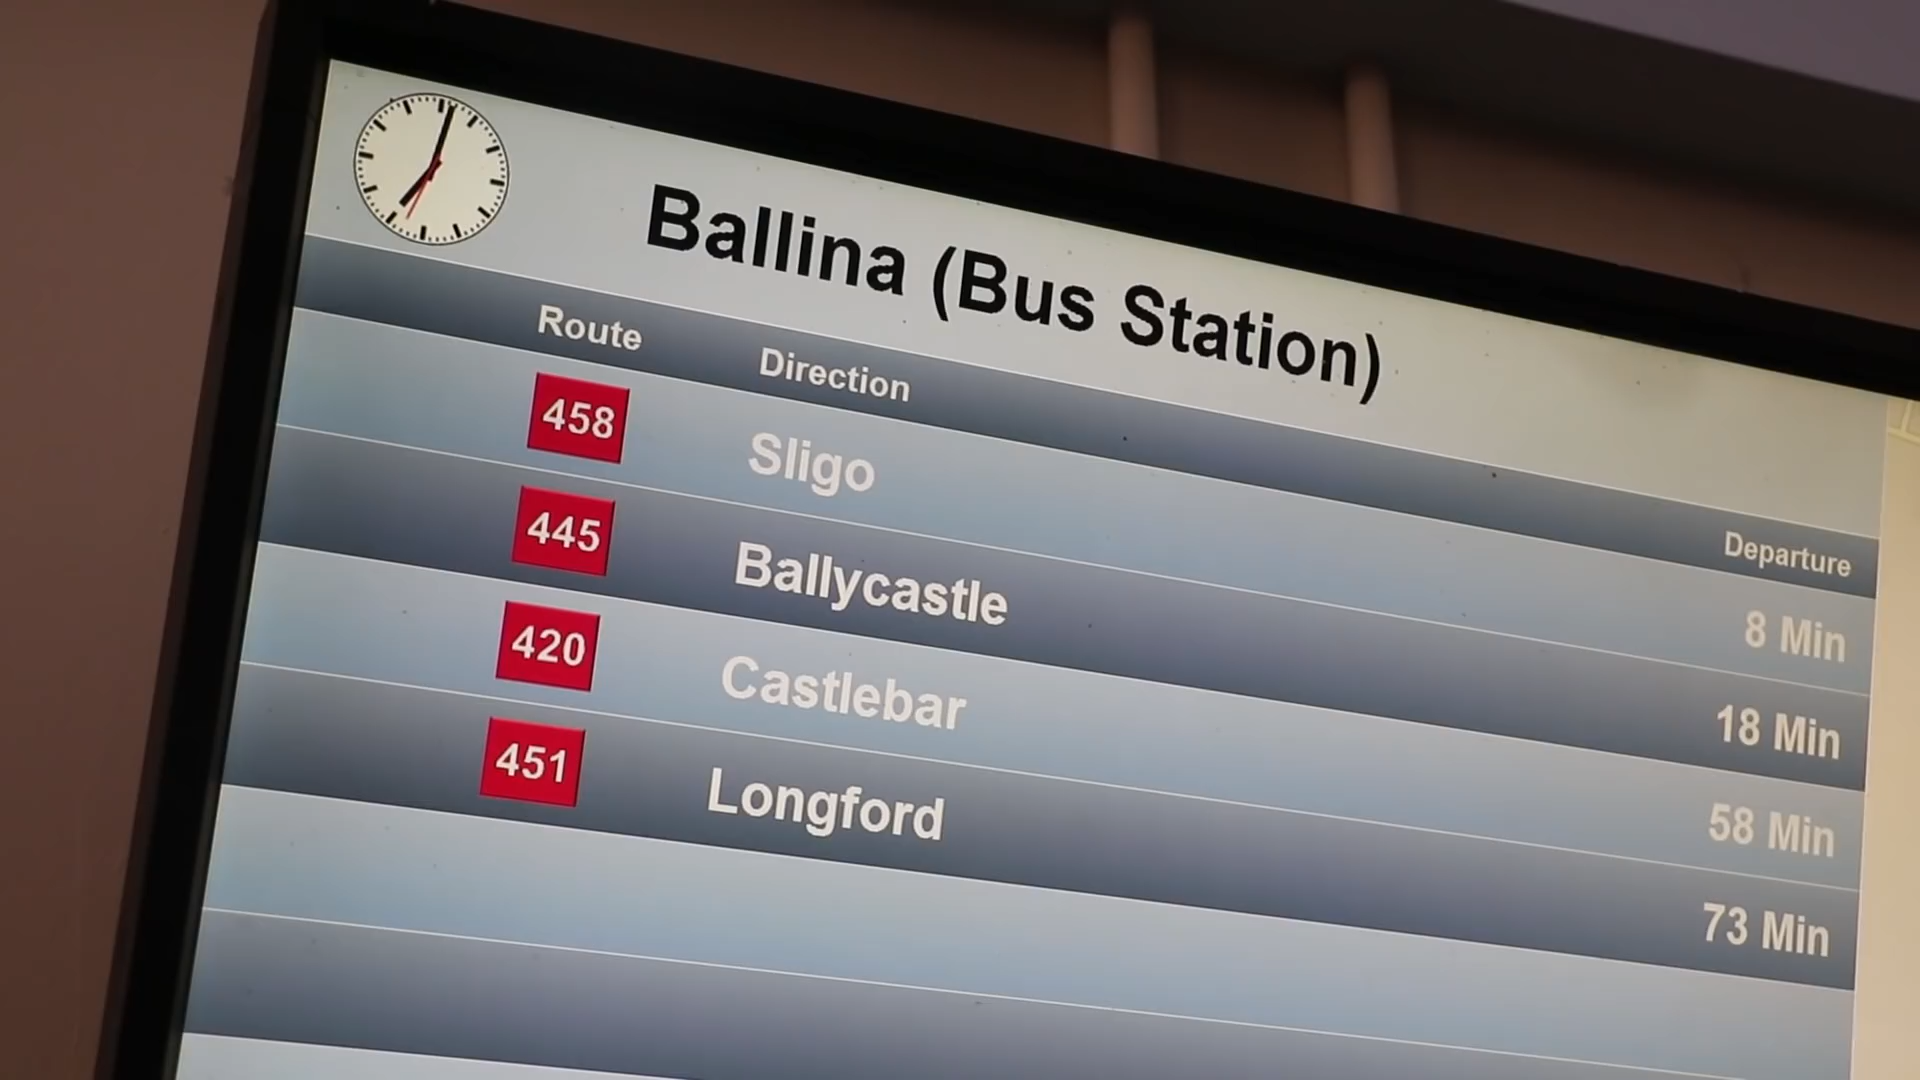 Ballina (Bus Station)
Route Direction Departure
458 Sligo 8 Min
445 Ballycastle 18 Min
420 Castlebar 58 Min
451 Longford 73 Min